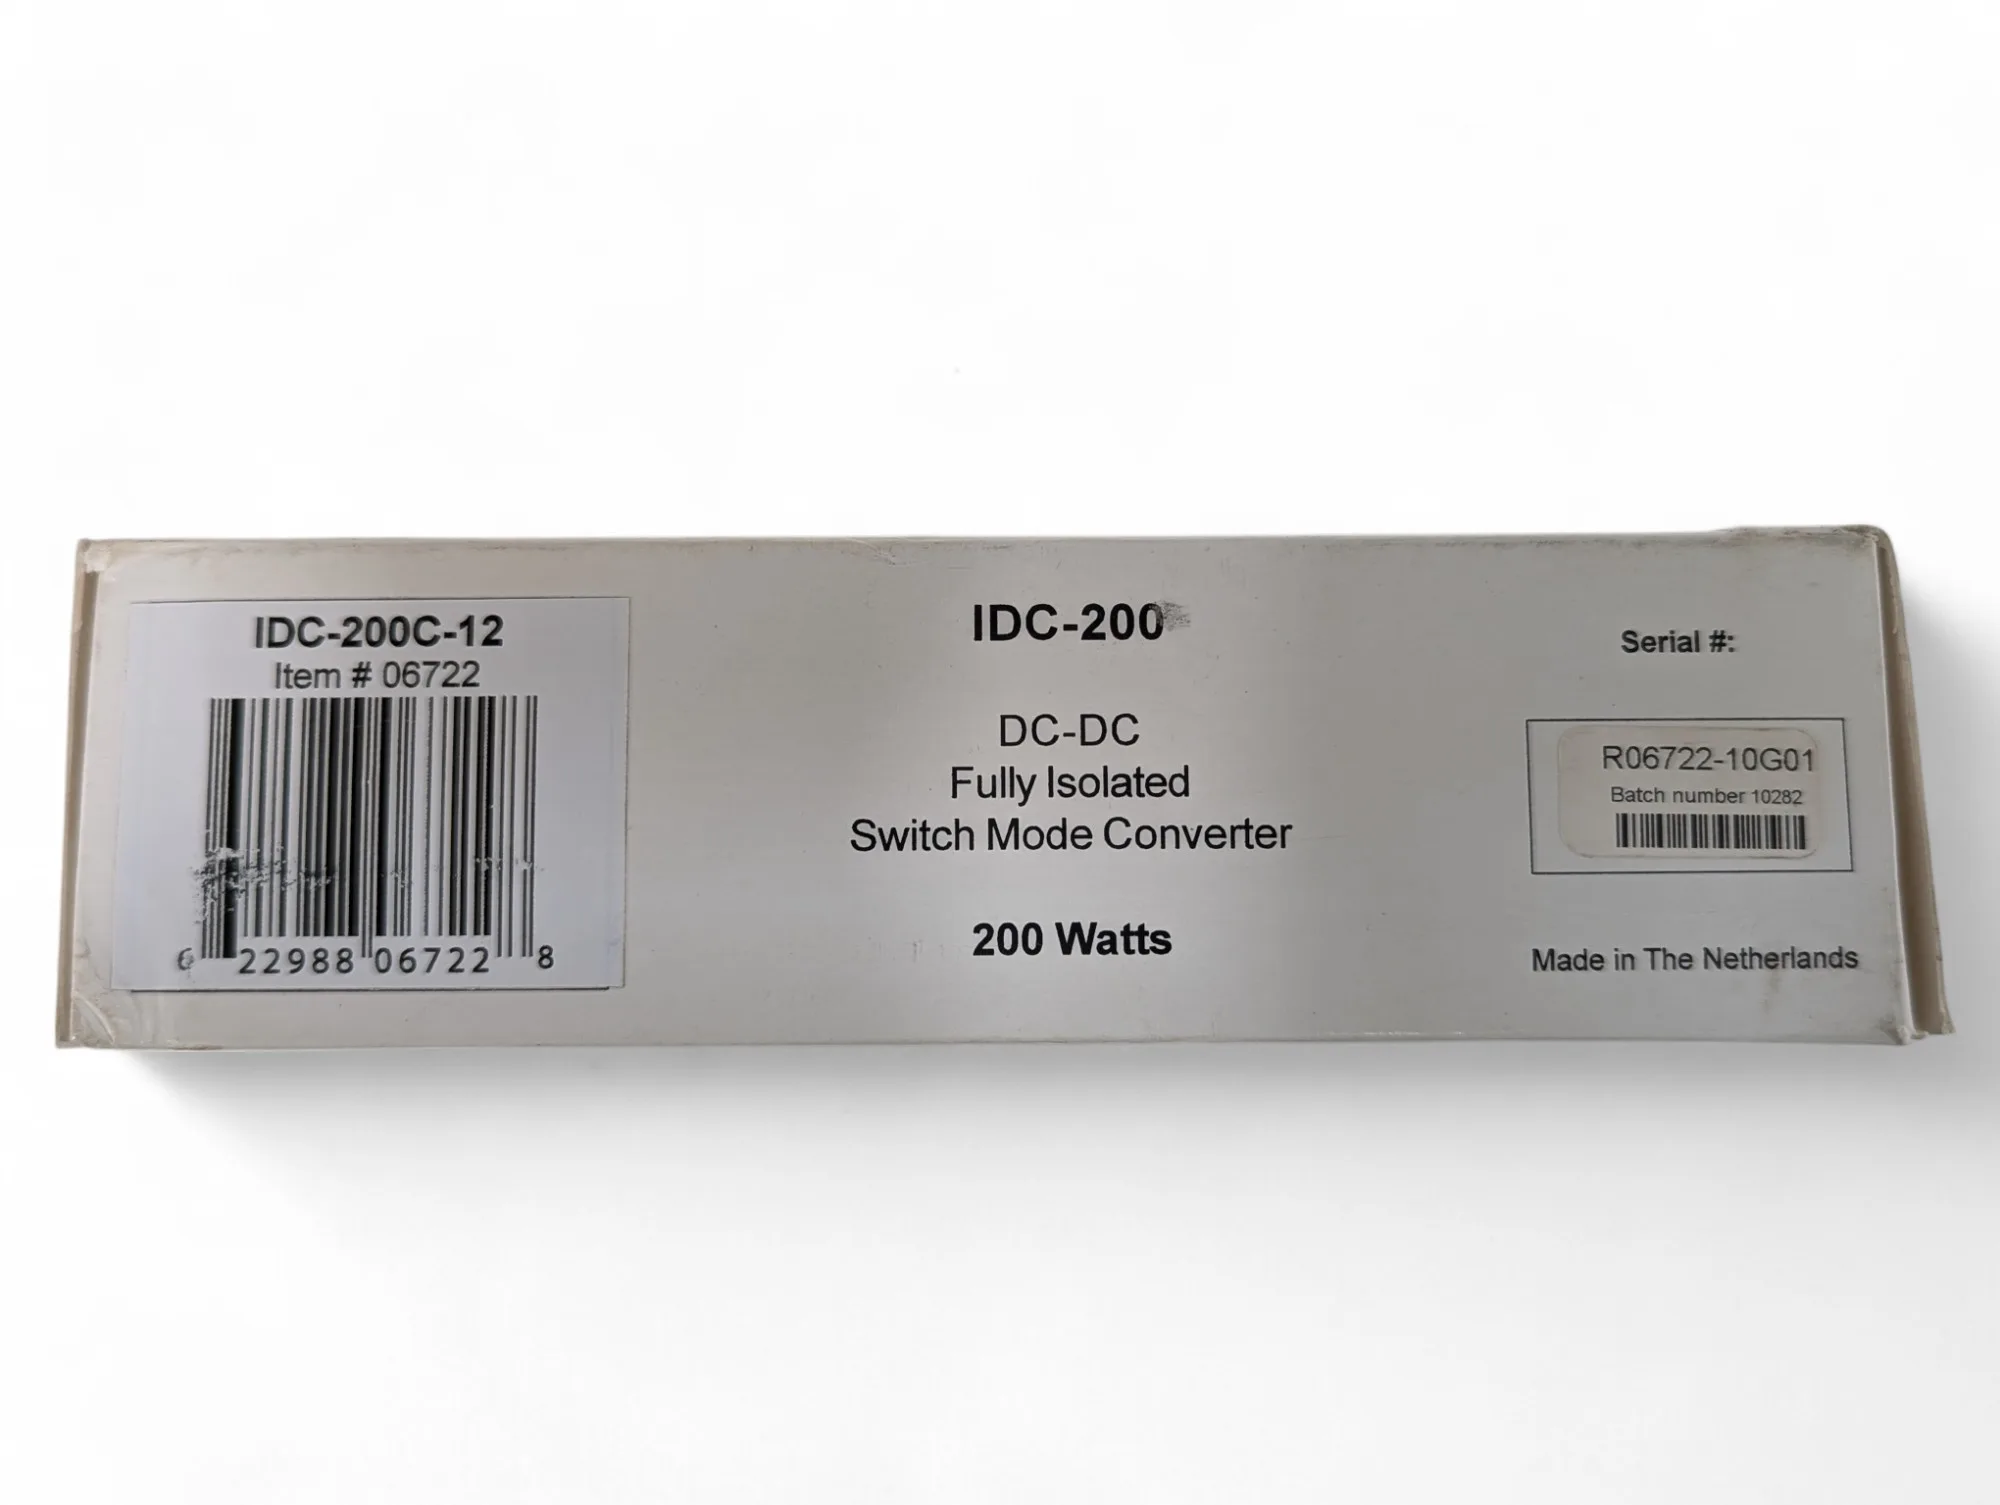 IDC-200C-12
Item # 06722
6 22988 06722 8
IDC-200
DC-DC
Fully Isolated
Switch Mode Converter
200 Watts
Serial #:
R06722-10G01
Batch number 10282
Made in The Netherlands